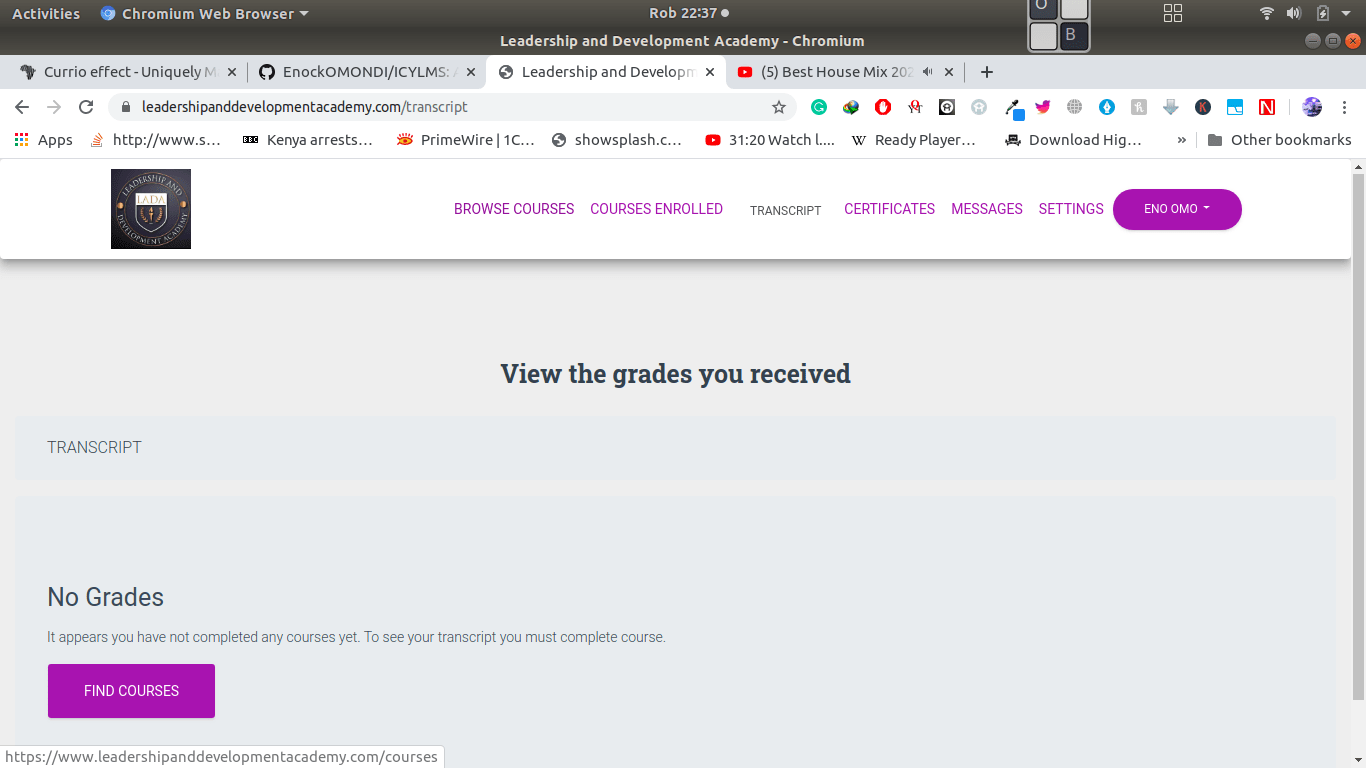 Activities Chromium Web Browser Rob 22:37
O
B
Leadership and Development Academy - Chromium
Currio effect - Uniquely M
EnockOMONDI/ICYLMS: A
Leadership and Developm
(5) Best House Mix 202
leadershipanddevelopmentacademy.com/transcript
Apps http://www.s... Kenya arrests... PrimeWire | 1C... showsplash.c... 31:20 Watch l.... Ready Player... Download Hig... » Other bookmarks
LEADERSHIP AND
LADA
DEVELOPMENT ACADEMY
BROWSE COURSES COURSES ENROLLED TRANSCRIPT CERTIFICATES MESSAGES SETTINGS ENO OMO
View the grades you received
TRANSCRIPT
No Grades
It appears you have not completed any courses yet. To see your transcript you must complete course.
FIND COURSES
https://www.leadershipanddevelopmentacademy.com/courses